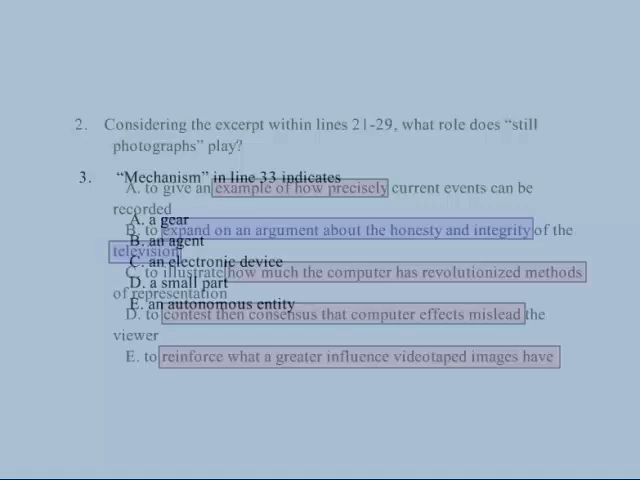 2. Considering the excerpt within lines 21-29, what role does “still
photographs” play?
A. to give an example of how precisely current events can be
recorded
B. to expand on an argument about the honesty and integrity of the
television
C. to illustrate how much the computer has revolutionized methods
of representation
D. to contest then consensus that computer effects mislead the
viewer
E. to reinforce what a greater influence videotaped images have
3. “Mechanism” in line 33 indicates
A. a gear
B. an agent
C. an electronic device
D. a small part
E. an autonomous entity